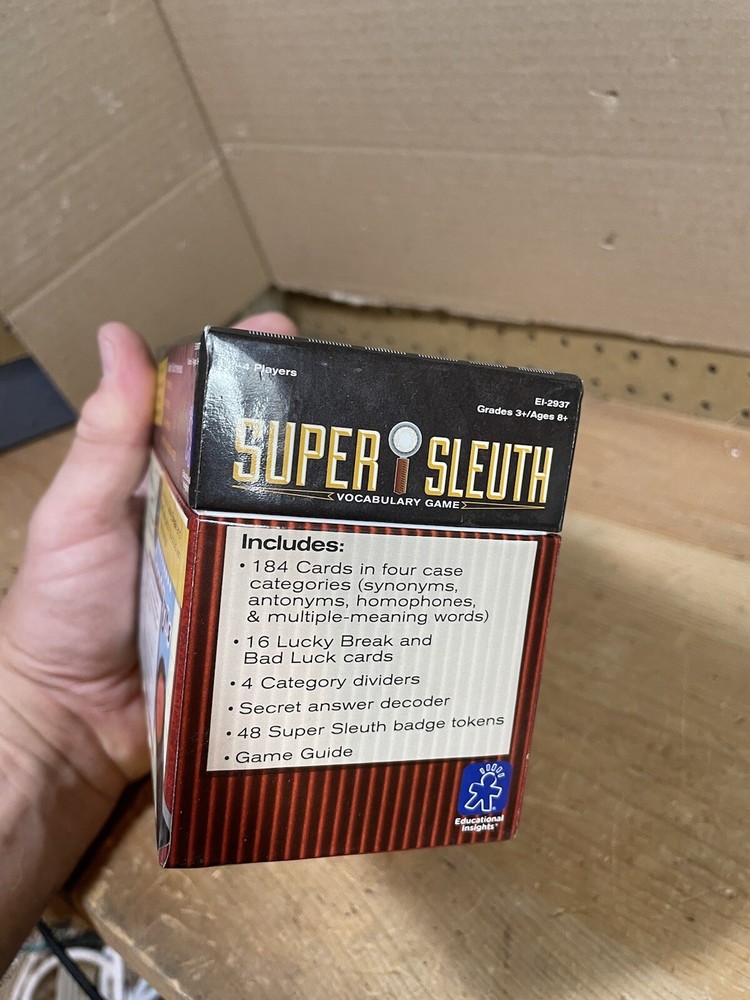 4 Players
EI-2937
Grades 3+/Ages 8+
SUPER SLEUTH
VOCABULARY GAME
Includes:
• 184 Cards in four case
categories (synonyms,
antonyms, homophones,
& multiple-meaning words)
• 16 Lucky Break and
Bad Luck cards
• 4 Category dividers
• Secret answer decoder
• 48 Super Sleuth badge tokens
• Game Guide
Educational
Insights®